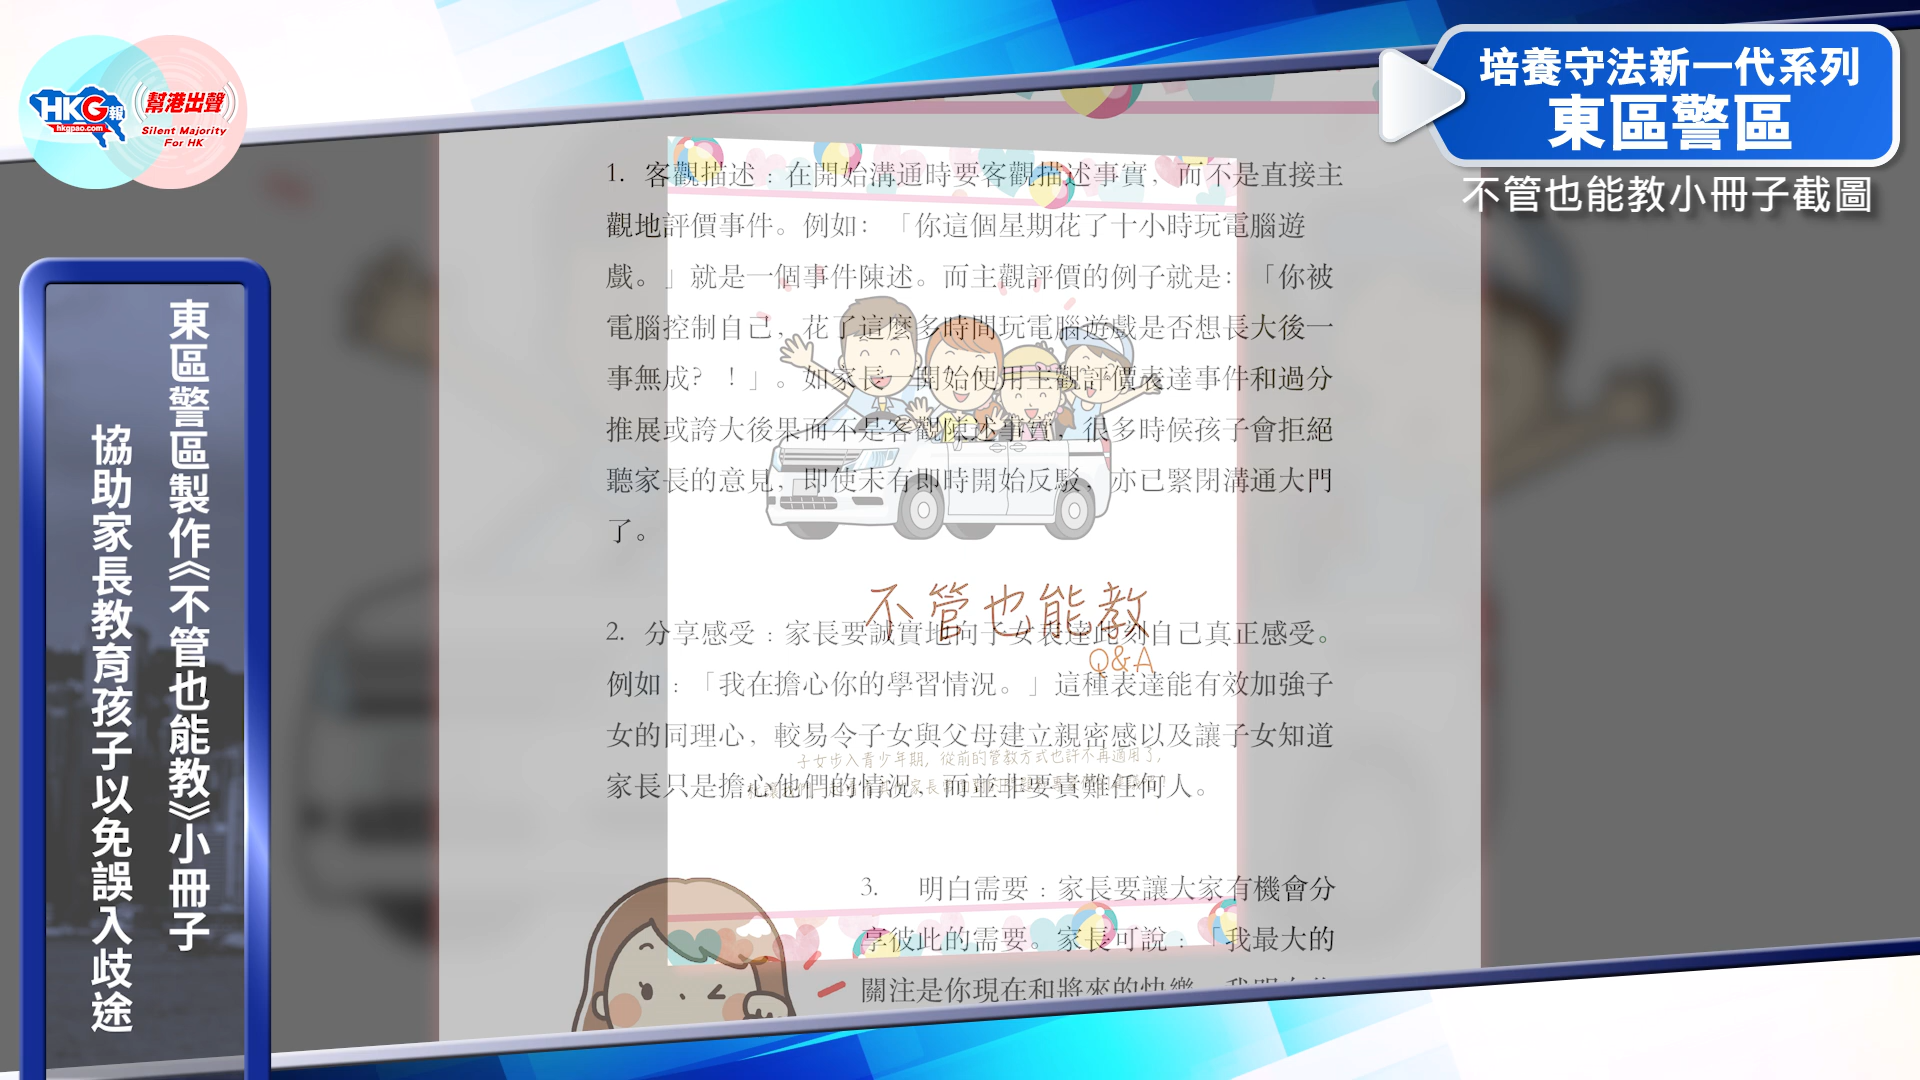 HKG報
hkgpao.com
幫港出聲
Silent Majority
For HK
培養守法新一代系列
東區警區
不管也能教小冊子截圖
東區警區製作《不管也能教》小冊子
協助家長教育孩子以免誤入歧途
1. 客觀描述：在開始溝通時要客觀描述事實，而不是直接主
觀地評價事件。例如：「你這個星期花了十小時玩電腦遊
戲。」就是一個事件陳述。而主觀評價的例子就是：「你被
電腦控制自己，花了這麼多時間玩電腦遊戲是否想長大後一
事無成？！」。如家長一開始便用主觀評價表達事件和過分
推展或誇大後果而不是客觀陳述事實，很多時候孩子會拒絕
聽家長的意見，即使未有即時開始反駁，亦已緊閉溝通大門
了。
不管也能教
Q&A
2. 分享感受：家長要誠實地向子女表達此刻自己真正感受。
例如：「我在擔心你的學習情況。」這種表達能有效加強子
女的同理心，較易令子女與父母建立親密感以及讓子女知道
家長只是擔心他們的情況，而並非要責難任何人。
子女步入青少年期，從前的管教方式也許不再適用了，
3. 明白需要：家長要讓大家有機會分
享彼此的需要。家長可說：「我最大的
關注是你現在和將來的快樂，我明白